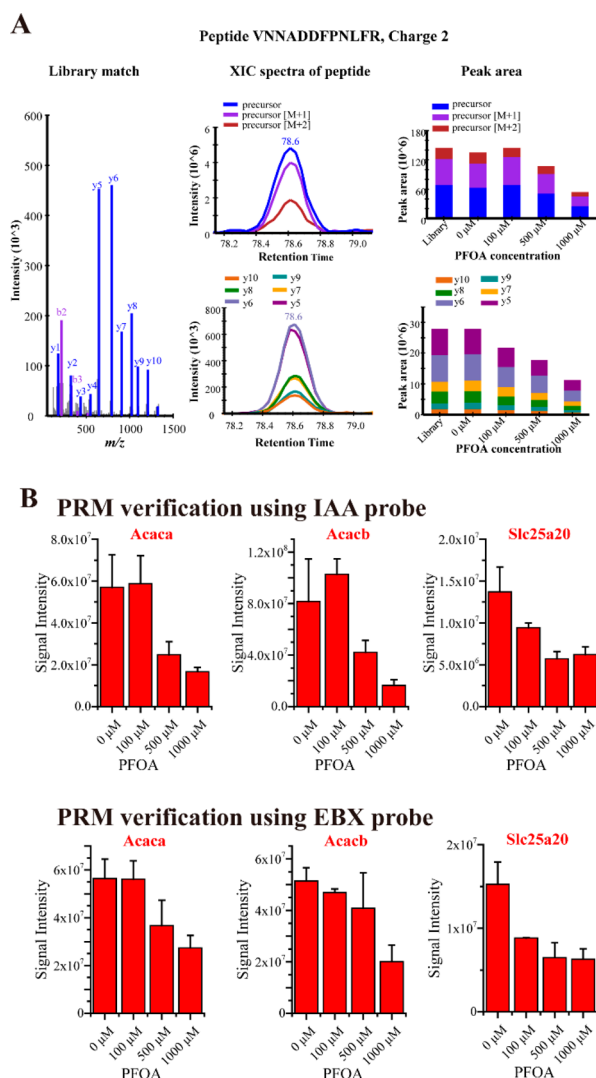 A
Peptide VNNADDFPNLFR, Charge 2
Library match
XIC spectra of peptide
Peak area
precursor
precursor [M+1]
precursor [M+2]
precursor
precursor [M+1]
precursor [M+2]
Intensity (10^3)
600
500
400
300
200
100
0
y1
b2
y2
b3
y3
y4
y5
y6
y7
y8
y9
y10
500
1000
1500
m/z
Intensity (10^6)
6
4
2
0
78.6
78.2
78.4
78.6
78.8
79.0
Retention Time
Peak area (10^6)
180
120
60
0
Library
0 µM
100 µM
500 µM
1000 µM
PFOA concentration
y10
y9
y8
y7
y6
y5
Intensity (10^3)
800
600
400
200
0
78.6
78.2
78.4
78.6
78.8
79.0
Retention Time
y10
y9
y8
y7
y6
y5
Peak area (10^6)
30
20
10
0
Library
0 µM
100 µM
500 µM
1000 µM
PFOA concentration
B
PRM verification using IAA probe
Acaca
Signal Intensity
8.0x10^7
6.0x10^7
4.0x10^7
2.0x10^7
0.0
0 µM
100 µM
500 µM
1000 µM
PFOA
Acacb
Signal Intensity
1.2x10^8
8.0x10^7
4.0x10^7
0.0
0 µM
100 µM
500 µM
1000 µM
PFOA
Slc25a20
Signal Intensity
2.0x10^7
1.5x10^7
1.0x10^7
5.0x10^6
0.0
0 µM
100 µM
500 µM
1000 µM
PFOA
PRM verification using EBX probe
Acaca
Signal Intensity
6x10^7
4x10^7
2x10^7
0
0 µM
100 µM
500 µM
1000 µM
PFOA
Acacb
Signal Intensity
6x10^7
4x10^7
2x10^7
0
0 µM
100 µM
500 µM
1000 µM
PFOA
Slc25a20
Signal Intensity
2x10^7
1x10^7
0
0 µM
100 µM
500 µM
1000 µM
PFOA